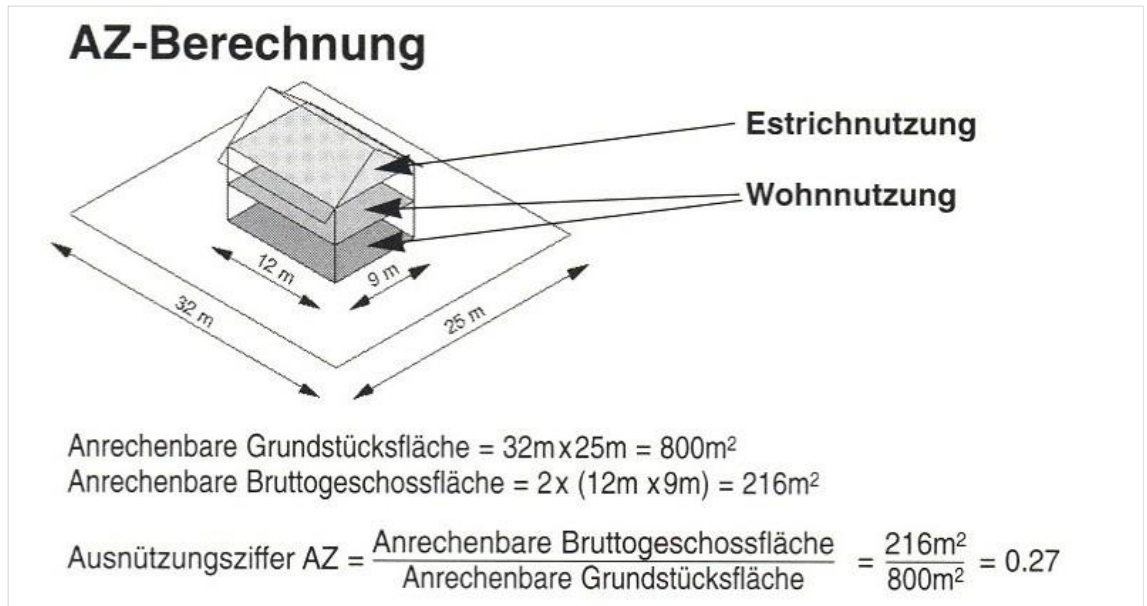 AZ-Berechnung
Estrichnutzung
Wohnnutzung
12 m
9 m
32 m
25 m
Anrechenbare Grundstücksfläche = 32m x 25m = 800m²
Anrechenbare Bruttogeschossfläche = 2x (12m x 9m) = 216m²
Ausnützungsziffer AZ = Anrechenbare Bruttogeschossfläche / Anrechenbare Grundstücksfläche = 216m² / 800m² = 0.27